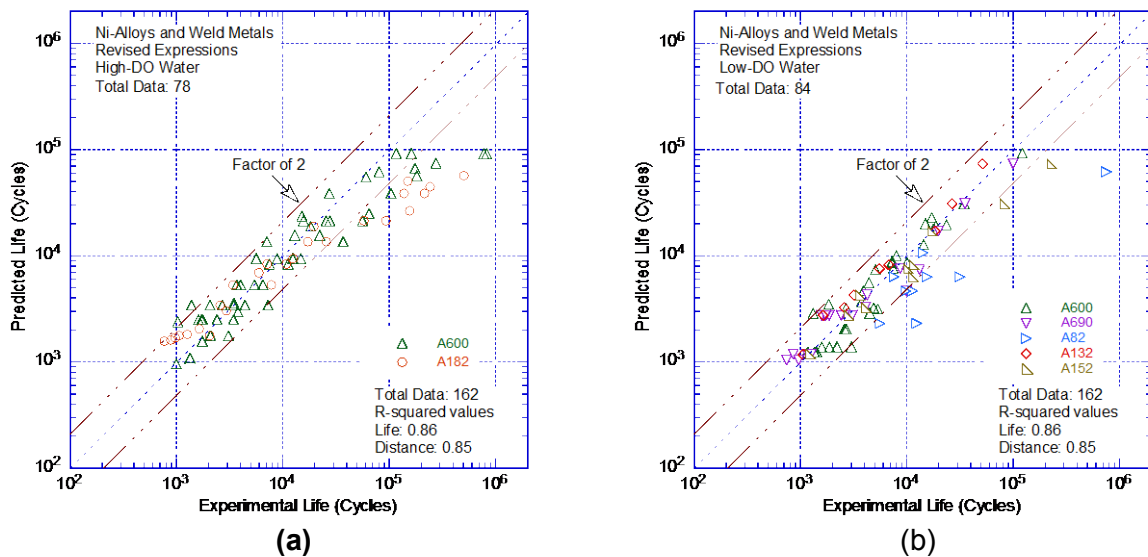 Ni-Alloys and Weld Metals
Revised Expressions
High-DO Water
Total Data: 78
Factor of 2
A600
A182
Total Data: 162
R-squared values
Life: 0.86
Distance: 0.85
Predicted Life (Cycles)
10^6
10^5
10^4
10^3
10^2
10^2 10^3 10^4 10^5 10^6
Experimental Life (Cycles)
(a)
Ni-Alloys and Weld Metals
Revised Expressions
Low-DO Water
Total Data: 84
Factor of 2
A600
A690
A82
A132
A152
Total Data: 162
R-squared values
Life: 0.86
Distance: 0.85
Predicted Life (Cycles)
10^6
10^5
10^4
10^3
10^2
10^2 10^3 10^4 10^5 10^6
Experimental Life (Cycles)
(b)